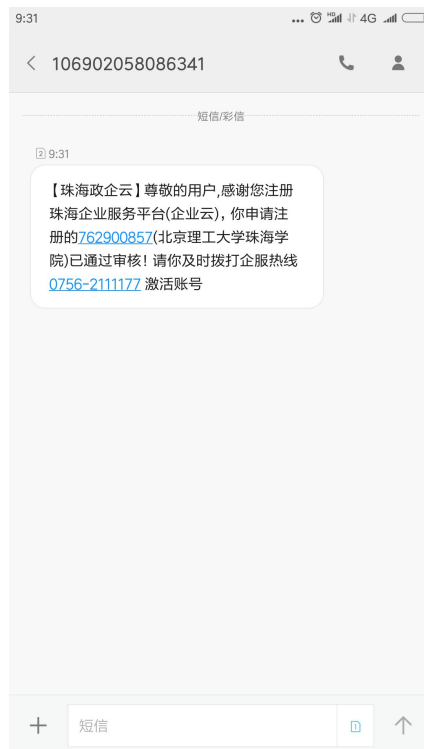 9:31 ... HD 4G
106902058086341
短信/彩信
2 9:31
【珠海政企云】尊敬的用户,感谢您注册
珠海企业服务平台(企业云)，你申请注
册的762900857(北京理工大学珠海学
院)已通过审核！请你及时拨打企服热线
0756-2111177 激活账号
短信 1